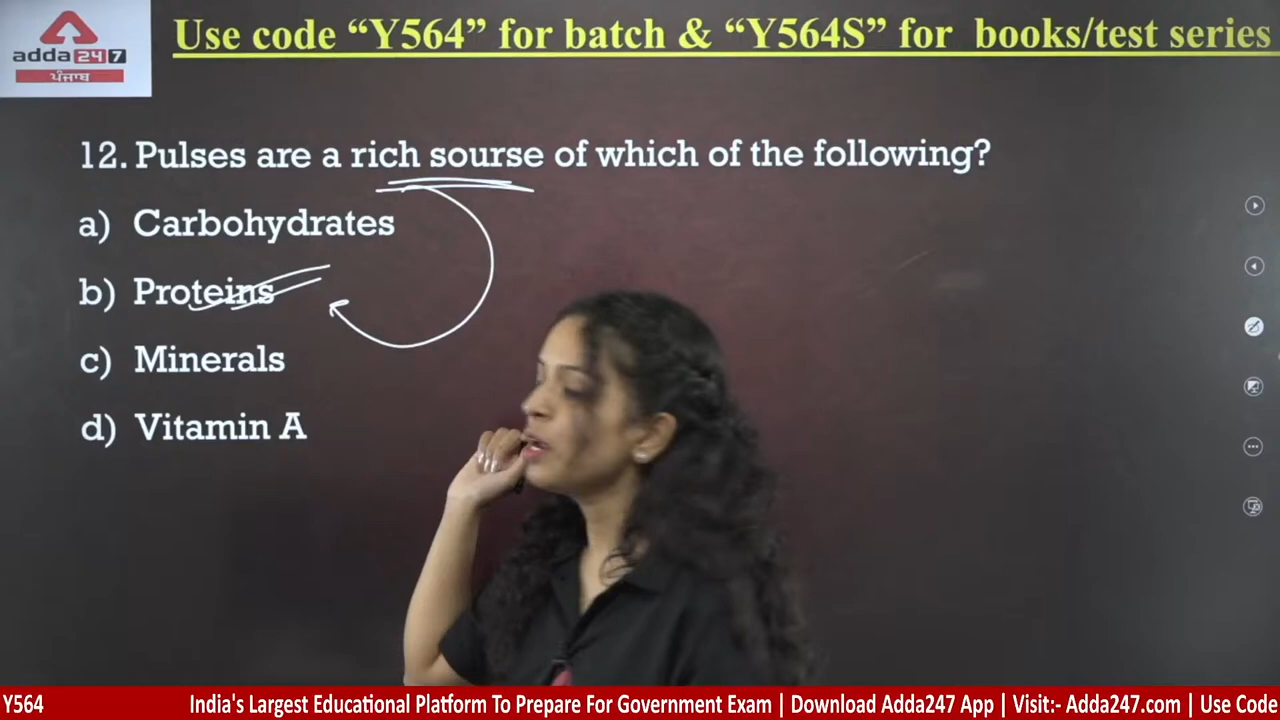 Use code “Y564” for batch & “Y564S” for books/test series
adda247
ਪੰਜਾਬ
12. Pulses are a rich sourse of which of the following?
a) Carbohydrates
b) Proteins
c) Minerals
d) Vitamin A
Y564 India's Largest Educational Platform To Prepare For Government Exam | Download Adda247 App | Visit:- Adda247.com | Use Code